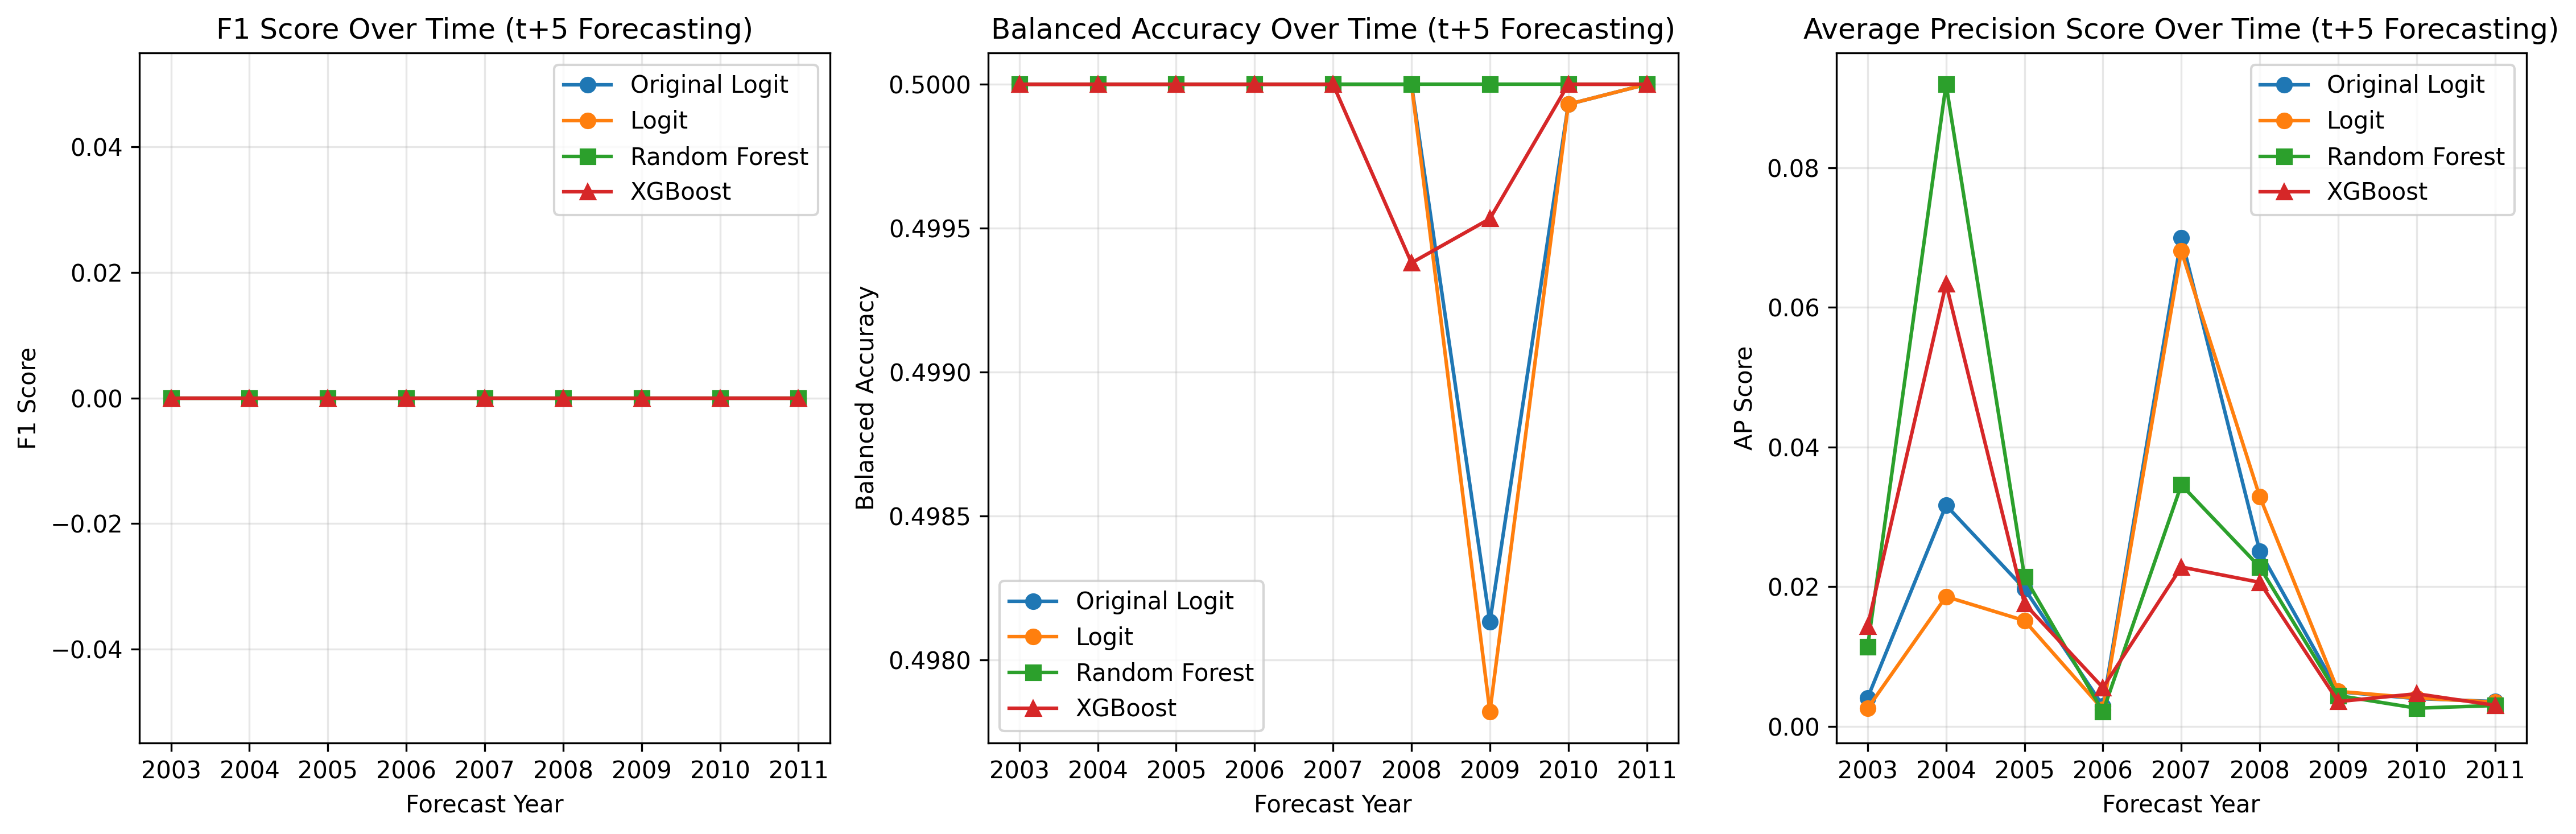 F1 Score Over Time (t+5 Forecasting)
F1 Score
0.04
0.02
0.00
−0.02
−0.04
Original Logit
Logit
Random Forest
XGBoost
2003 2004 2005 2006 2007 2008 2009 2010 2011
Forecast Year
Balanced Accuracy Over Time (t+5 Forecasting)
Balanced Accuracy
0.5000
0.4995
0.4990
0.4985
0.4980
Original Logit
Logit
Random Forest
XGBoost
2003 2004 2005 2006 2007 2008 2009 2010 2011
Forecast Year
Average Precision Score Over Time (t+5 Forecasting)
AP Score
0.08
0.06
0.04
0.02
0.00
Original Logit
Logit
Random Forest
XGBoost
2003 2004 2005 2006 2007 2008 2009 2010 2011
Forecast Year